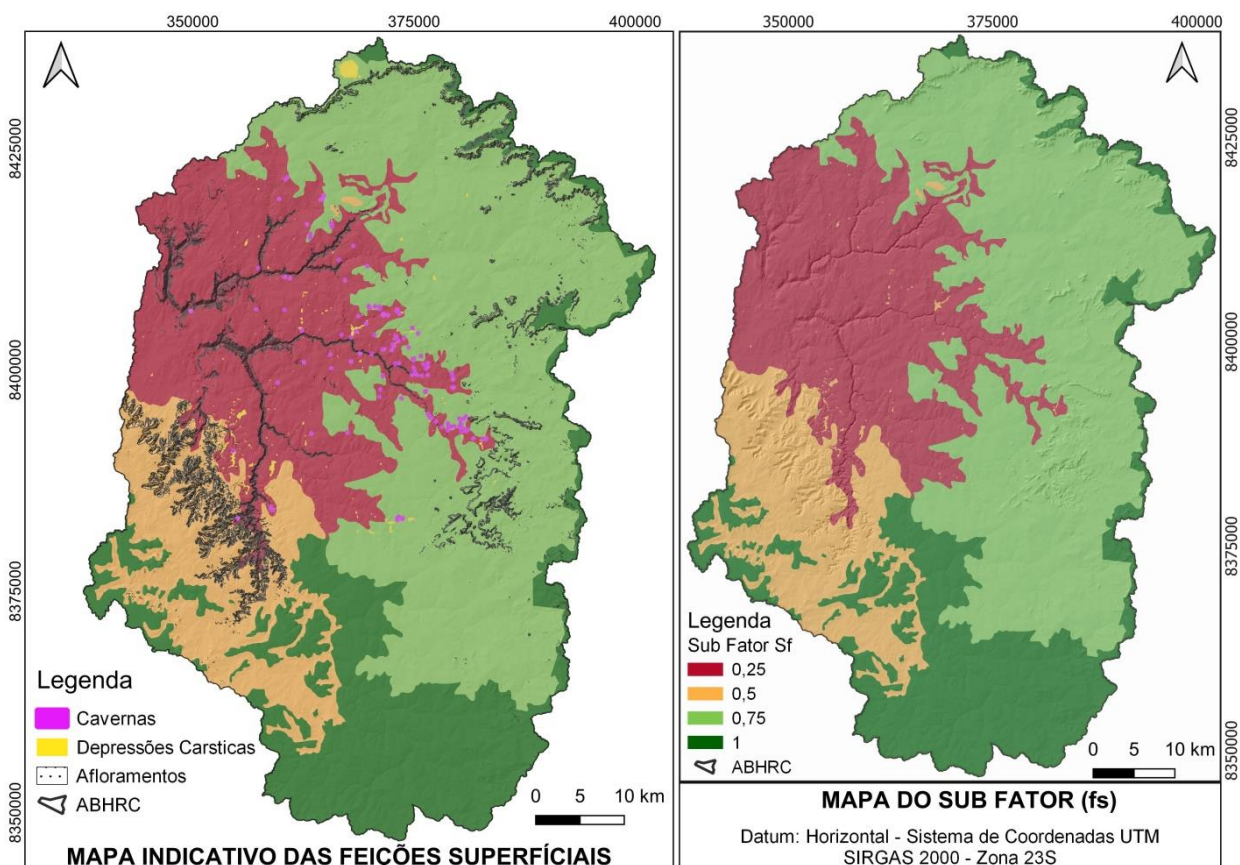 350000
375000
400000
350000
375000
400000
8425000
8400000
8375000
8350000
Legenda
Cavernas
Depressões Carsticas
Afloramentos
ABHRC
0 5 10 km
MAPA INDICATIVO DAS FEIÇÕES SUPERFÍCIAIS
Legenda
Sub Fator Sf
0,25
0,5
0,75
1
ABHRC
0 5 10 km
8425000
8400000
8375000
8350000
MAPA DO SUB FATOR (fs)
Datum: Horizontal - Sistema de Coordenadas UTM
SIRGAS 2000 - Zona 23S